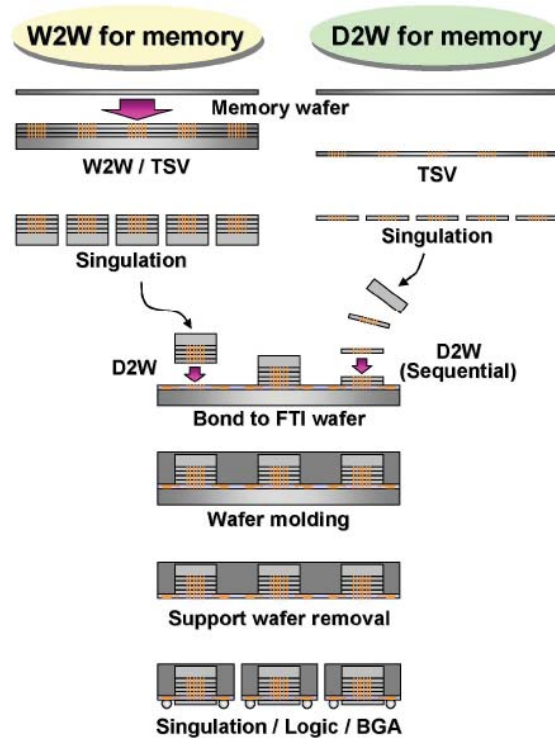 W2W for memory
D2W for memory
Memory wafer
W2W / TSV
TSV
Singulation
Singulation
D2W
D2W
(Sequential)
Bond to FTI wafer
Wafer molding
Support wafer removal
Singulation / Logic / BGA